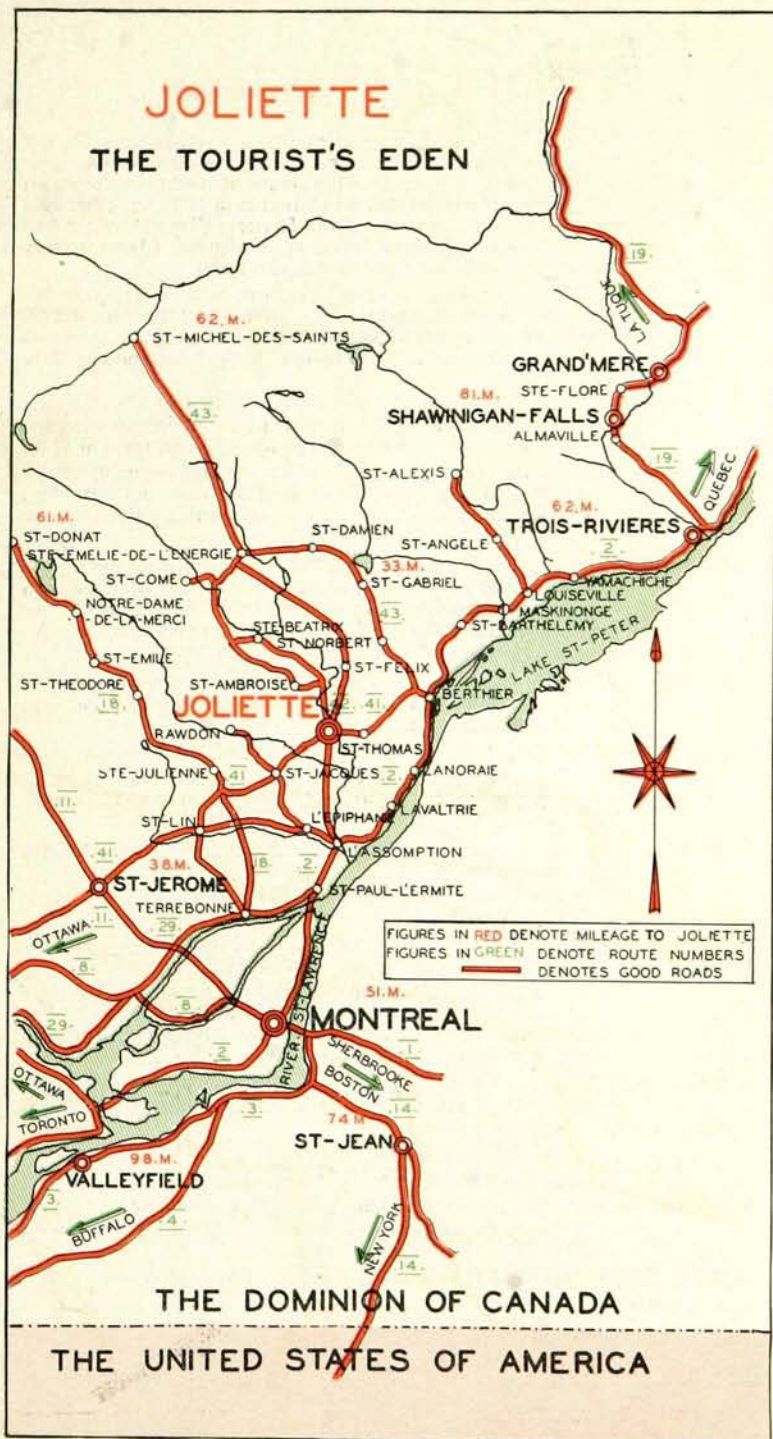 JOLIETTE
THE TOURIST'S EDEN
.19.
LA TUQUE
62.M.
ST-MICHEL-DES-SAINTS
GRAND'MERE
STE-FLORE
81.M.
SHAWINIGAN-FALLS
ALMAVILLE
.43.
.19.
QUEBEC
ST-ALEXIS
62.M.
TROIS-RIVIERES
61.M.
ST-DONAT
ST-DAMIEN
ST-ANGELE
.2.
STE-EMELIE-DE-L'ENERGIE
33.M.
ST-COME
ST-GABRIEL
YAMACHICHE
LOUISEVILLE
NOTRE-DAME
DE-LA-MERCI
MASKINONGE
STE-BEATRIX
.43.
ST-BARTHELEMY
ST-NORBERT
ST-EMILE
ST-FELIX
LAKE ST-PETER
ST-THEODORE
ST-AMBROISE
BERTHIER
.18.
JOLIETTE
.42.
.41.
RAWDON
ST-THOMAS
STE-JULIENNE
.41
ST-JACQUES
.2.
LANORAIE
.11.
LAVALTRIE
ST-LIN
L'EPIPHANIE
L'ASSOMPTION
.41.
38.M.
.18.
.2.
ST-JEROME
ST-PAUL-L'ERMITE
TERREBONNE
.11.
.29.
OTTAWA
FIGURES IN RED DENOTE MILEAGE TO JOLIETTE
FIGURES IN GREEN DENOTE ROUTE NUMBERS
DENOTES GOOD ROADS
.8.
51.M.
.8.
MONTREAL
.29.
RIVER ST-LAWRENCE
.2.
SHERBROOKE
.1.
BOSTON
OTTAWA
TORONTO
.3.
74 M
.14.
ST-JEAN
98.M.
VALLEYFIELD
.3.
BUFFALO
.4.
NEW YORK
.14.
THE DOMINION OF CANADA
THE UNITED STATES OF AMERICA